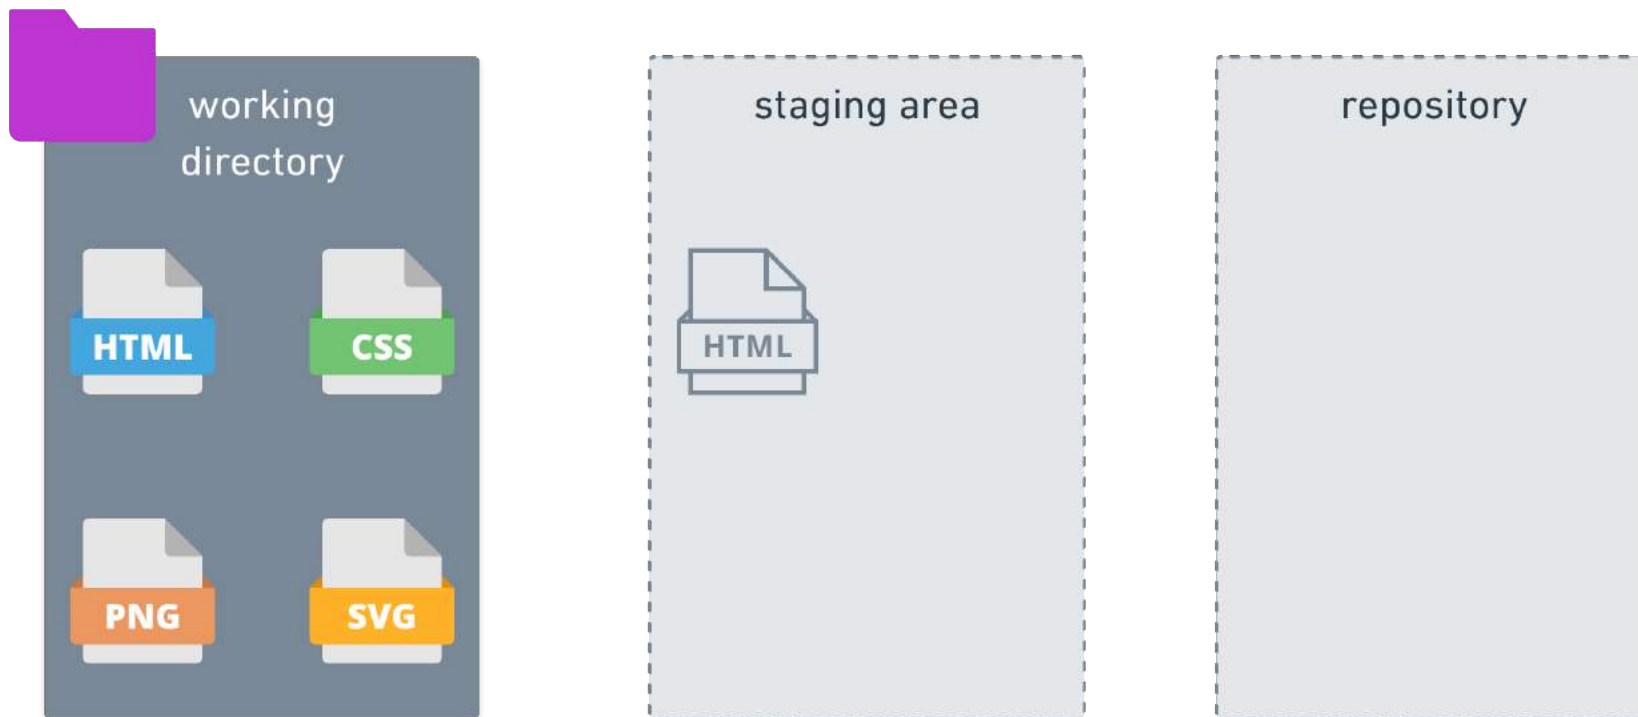 working
directory
staging area
repository
HTML
CSS
HTML
PNG
SVG